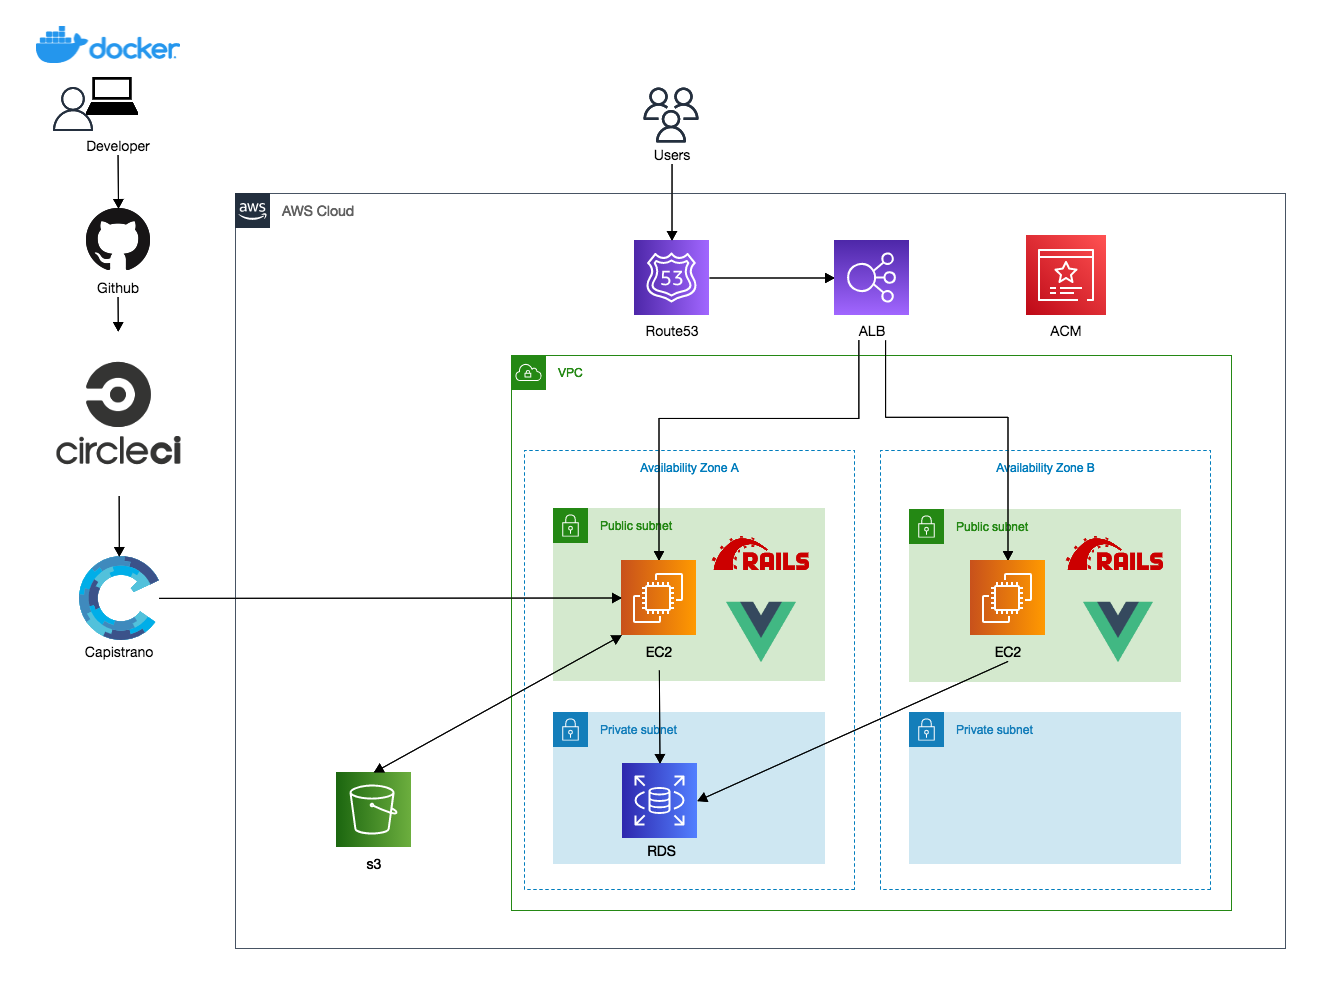 docker
Developer
Github
circleci
Capistrano
Users
aws
AWS Cloud
53
Route53
ALB
ACM
VPC
Availability Zone A
Availability Zone B
Public subnet
RAILS
EC2
Public subnet
RAILS
EC2
Private subnet
RDS
Private subnet
s3